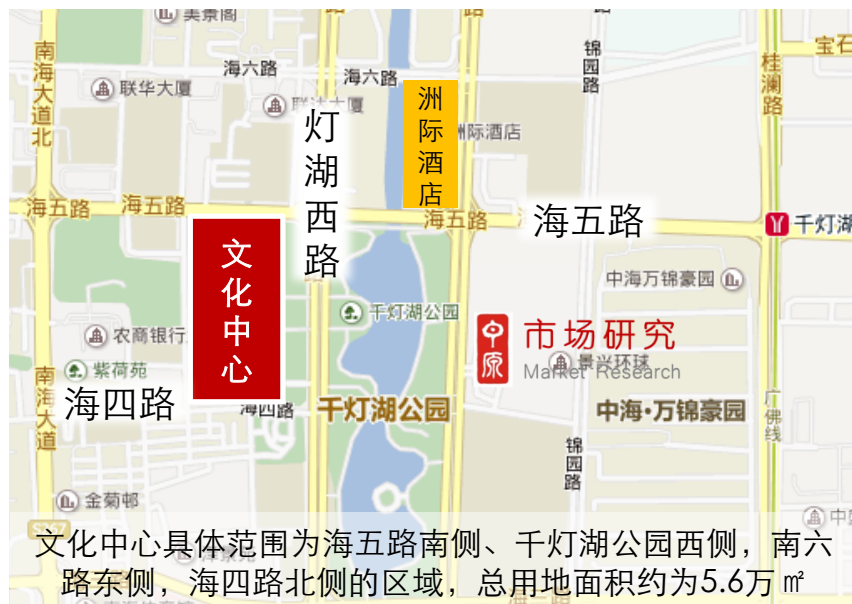 美景阁
南海大道北
海六路
海六路
锦园路
桂澜路
宝石
联华大厦
联达大厦
洲际酒店
洲际酒店
灯湖西路
海五路
海五路
海五路
海五路
千灯湖
文化中心
中海万锦豪园
千灯湖公园
农商银行
中原
市场研究
Market Research
景兴环球
紫荷苑
南海大道
海四路
海四路
千灯湖公园
中海·万锦豪园
广佛线
锦园路
金菊邨
S267
文化中心具体范围为海五路南侧、千灯湖公园西侧，南六
路东侧，海四路北侧的区域，总用地面积约为5.6万㎡